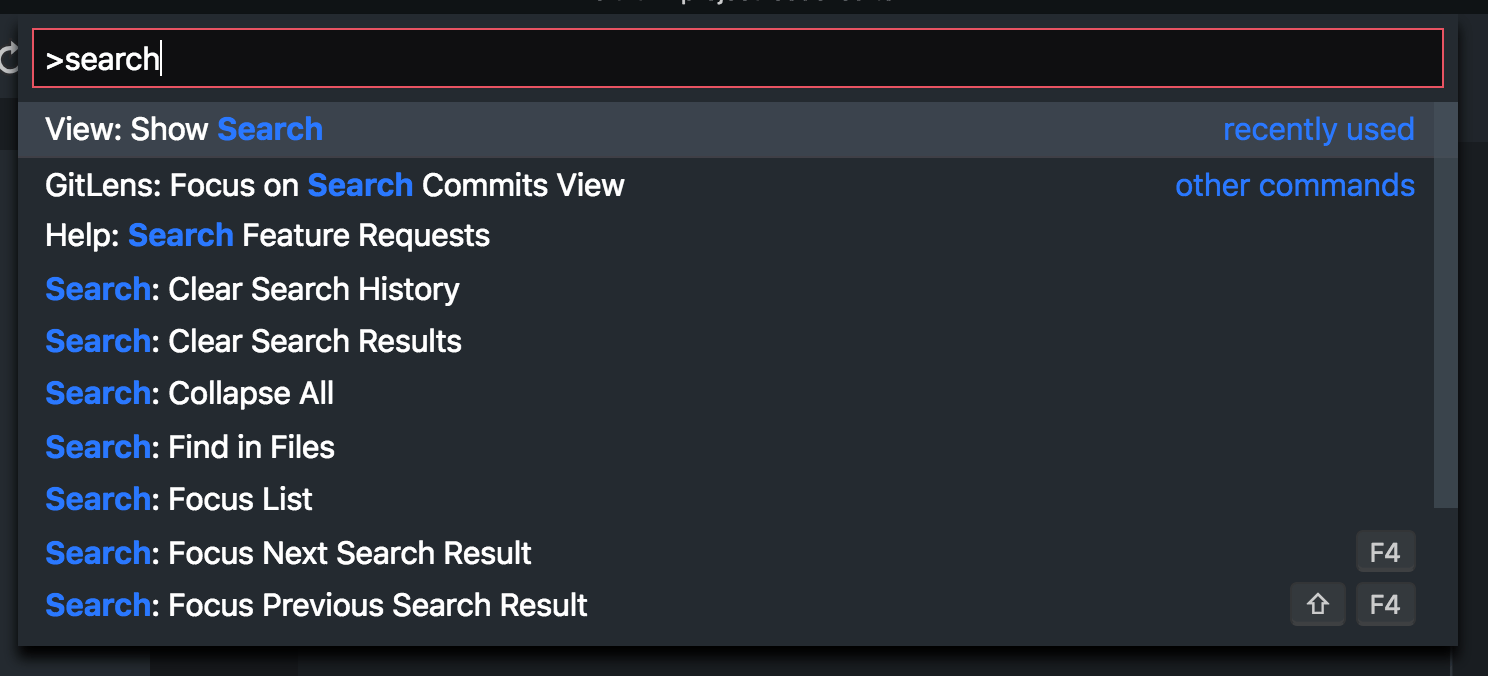 >search
View: Show Search recently used
GitLens: Focus on Search Commits View other commands
Help: Search Feature Requests
Search: Clear Search History
Search: Clear Search Results
Search: Collapse All
Search: Find in Files
Search: Focus List
Search: Focus Next Search Result F4
Search: Focus Previous Search Result ⇧ F4